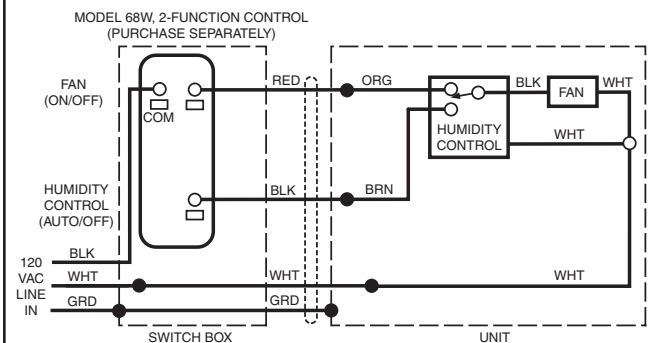 MODEL 68W, 2-FUNCTION CONTROL
(PURCHASE SEPARATELY)
FAN
(ON/OFF)
COM
RED
ORG
BLK
FAN
WHT
HUMIDITY
CONTROL
WHT
HUMIDITY
CONTROL
(AUTO/OFF)
BLK
BRN
120
VAC
LINE
IN
BLK
WHT
WHT
WHT
GRD
GRD
SWITCH BOX
UNIT